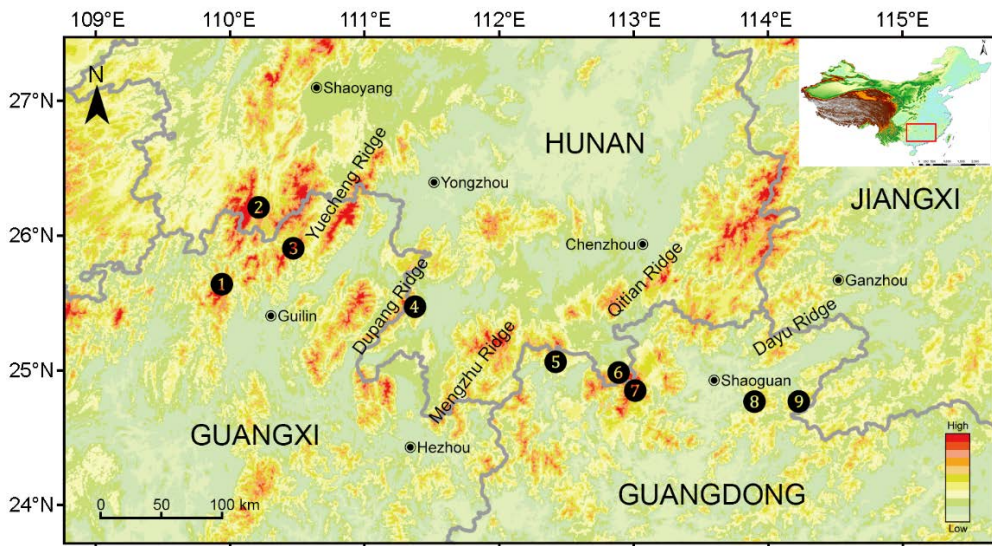 109°E 110°E 111°E 112°E 113°E 114°E 115°E
N
N
27°N
26°N
25°N
24°N
Shaoyang
HUNAN
Yongzhou
JIANGXI
2
Yuecheng Ridge
3
Chenzhou
1
Qitian Ridge
Ganzhou
Guilin
Dupang Ridge
4
Dayu Ridge
Mengzhu Ridge
5
6
7
Shaoguan
8
9
GUANGXI
Hezhou
GUANGDONG
High
Low
0 50 100 km